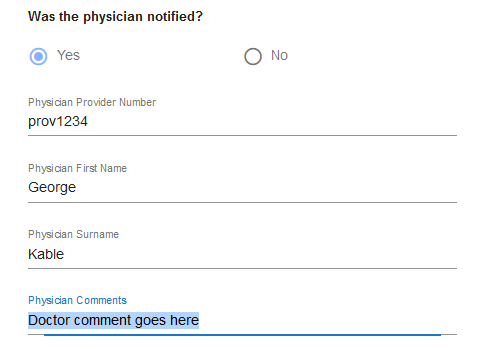 Was the physician notified?
Yes No
Physician Provider Number
prov1234
Physician First Name
George
Physician Surname
Kable
Physician Comments
Doctor comment goes here